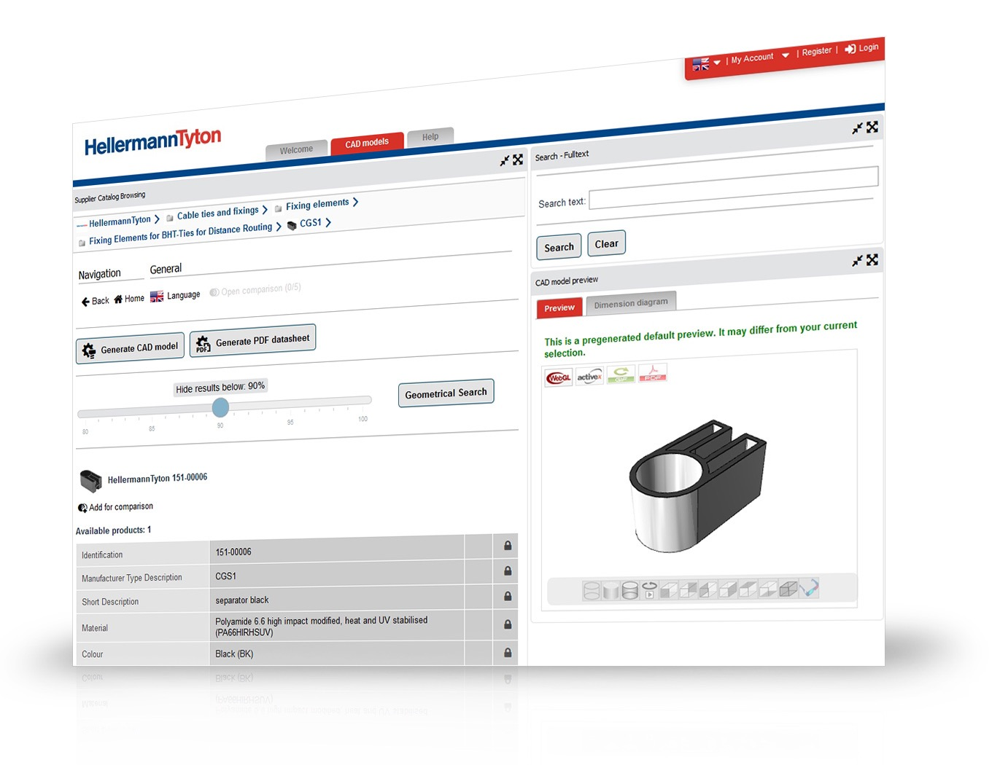 My Account
Register
Login
HellermannTyton
Welcome
CAD models
Help
Supplier Catalog Browsing
HellermannTyton
Cable ties and fixings
Fixing elements
Fixing Elements for BHT-Ties for Distance Routing
CGS1
Navigation
General
Back
Home
Language
Open comparison (0/5)
Generate CAD model
PDF
Generate PDF datasheet
Hide results below: 90%
80
85
90
95
100
Geometrical Search
HellermannTyton 151-00006
Add for comparison
Available products: 1
Identification
151-00006
Manufacturer Type Description
CGS1
Short Description
separator black
Material
Polyamide 6.6 high impact modified, heat and UV stabilised
(PA66HIRHSUV)
Colour
Black (BK)
Search - Fulltext
Search text:
Search
Clear
CAD model preview
Preview
Dimension diagram
This is a pregenerated default preview. It may differ from your current
selection.
WebGL
activex
GIF
PDF